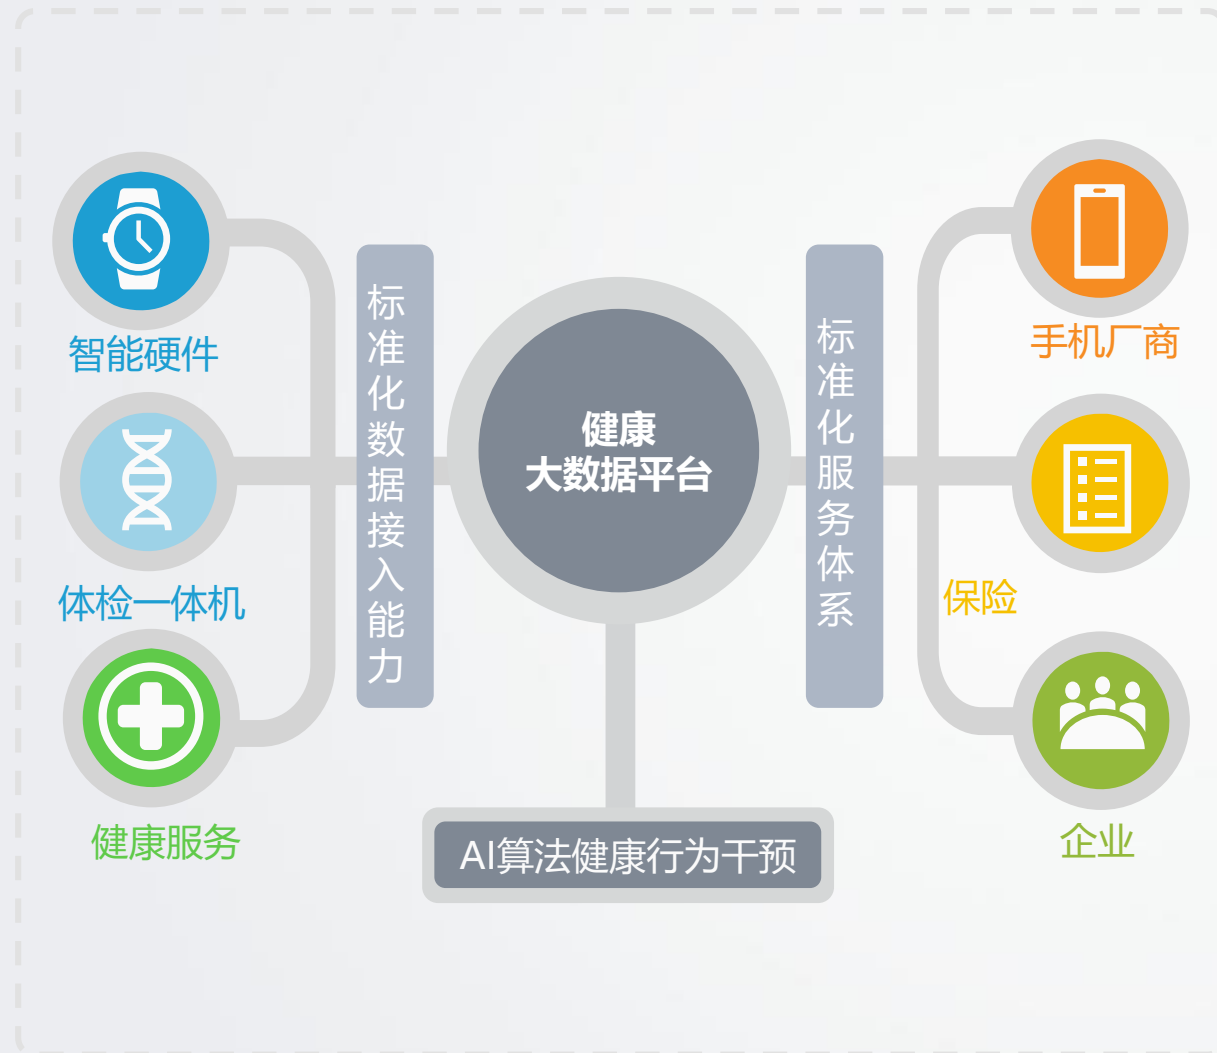 智能硬件
体检一体机
健康服务
标准化数据接入能力
健康
大数据平台
AI算法健康行为干预
标准化服务体系
手机厂商
保险
企业